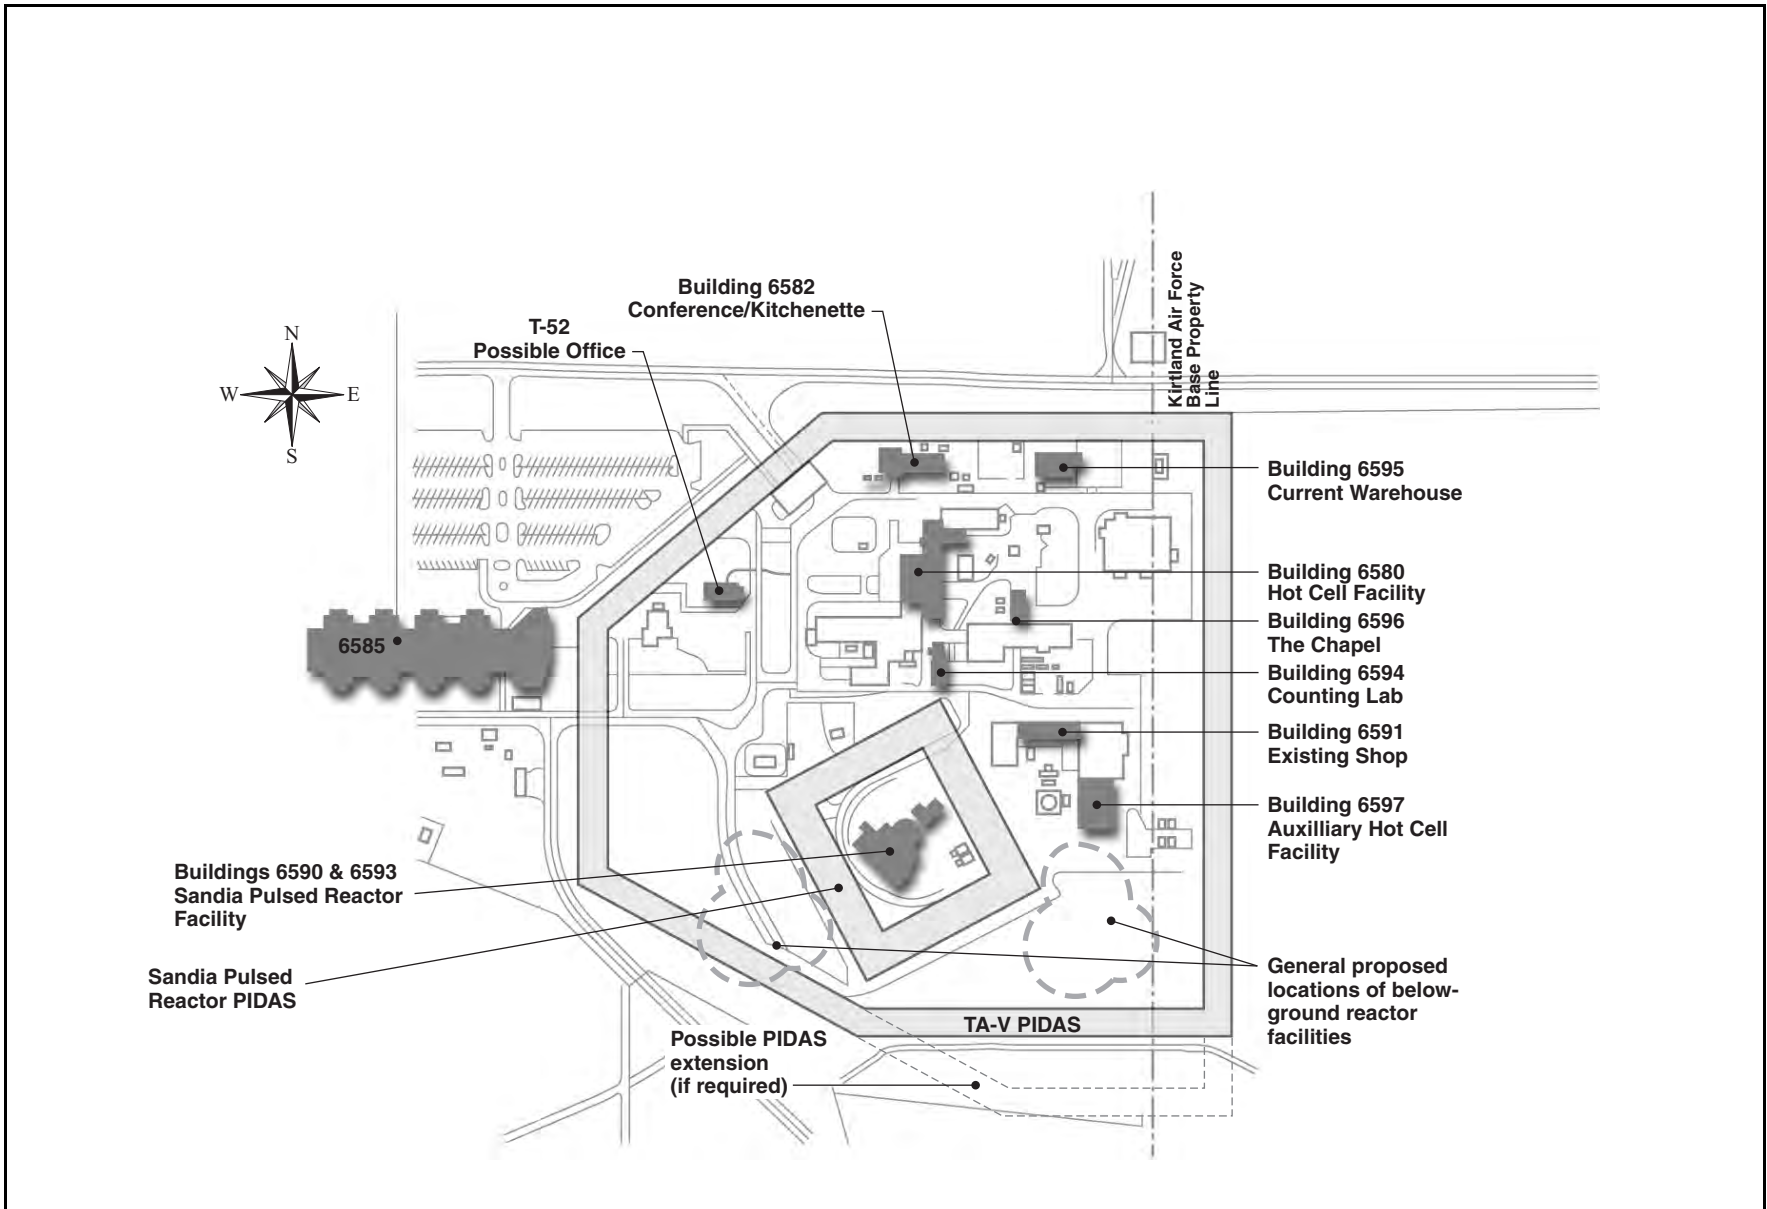 Building 6582
Conference/Kitchenette
T-52
Possible Office
Kirtland Air Force
Base Property
Line
N
W
E
S
Building 6595
Current Warehouse
Building 6580
Hot Cell Facility
Building 6596
The Chapel
6585
Building 6594
Counting Lab
Building 6591
Existing Shop
Building 6597
Auxilliary Hot Cell
Facility
Buildings 6590 & 6593
Sandia Pulsed Reactor
Facility
Sandia Pulsed
Reactor PIDAS
General proposed
locations of below-
ground reactor
facilities
TA-V PIDAS
Possible PIDAS
extension
(if required)